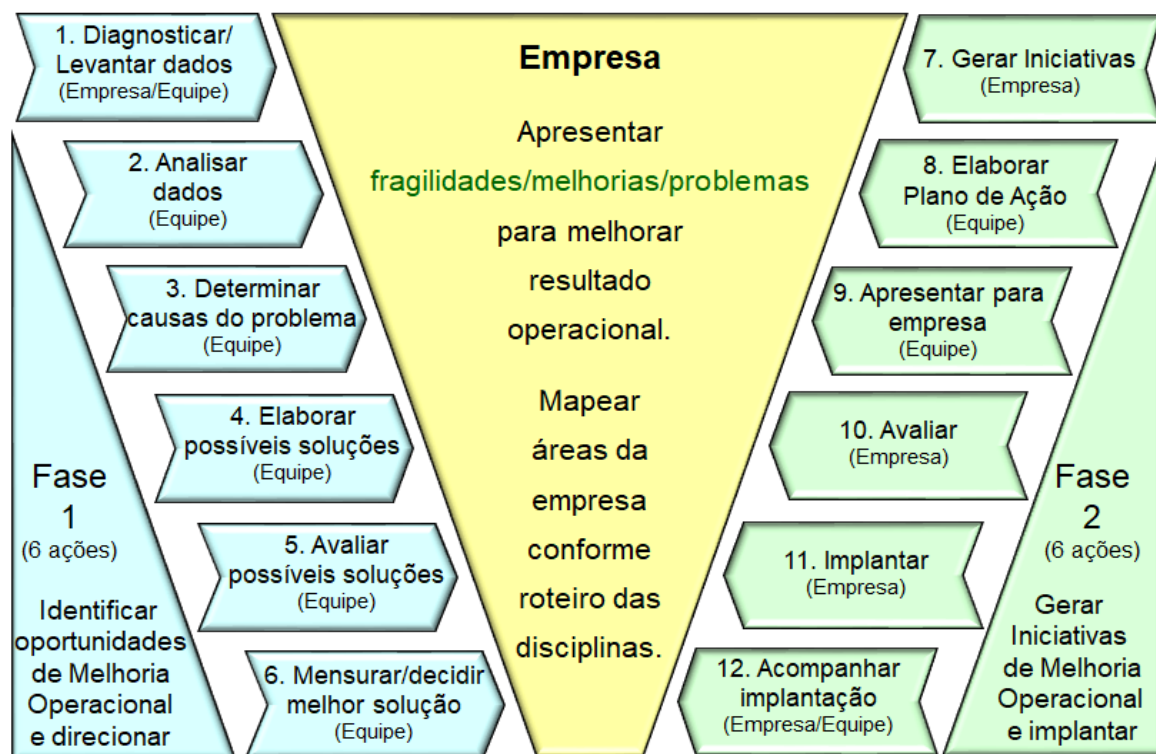 1. Diagnosticar/
Levantar dados
(Empresa/Equipe)
2. Analisar
dados
(Equipe)
3. Determinar
causas do problema
(Equipe)
4. Elaborar
possíveis soluções
(Equipe)
5. Avaliar
possíveis soluções
(Equipe)
6. Mensurar/decidir
melhor solução
(Equipe)
Fase
1
(6 ações)
Identificar
oportunidades
de Melhoria
Operacional
e direcionar
Empresa
Apresentar
fragilidades/melhorias/problemas
para melhorar
resultado
operacional.
Mapear
áreas da
empresa
conforme
roteiro das
disciplinas.
7. Gerar Iniciativas
(Empresa)
8. Elaborar
Plano de Ação
(Equipe)
9. Apresentar para
empresa
(Equipe)
10. Avaliar
(Empresa)
11. Implantar
(Empresa)
12. Acompanhar
implantação
(Empresa/Equipe)
Fase
2
(6 ações)
Gerar
Iniciativas
de Melhoria
Operacional
e implantar